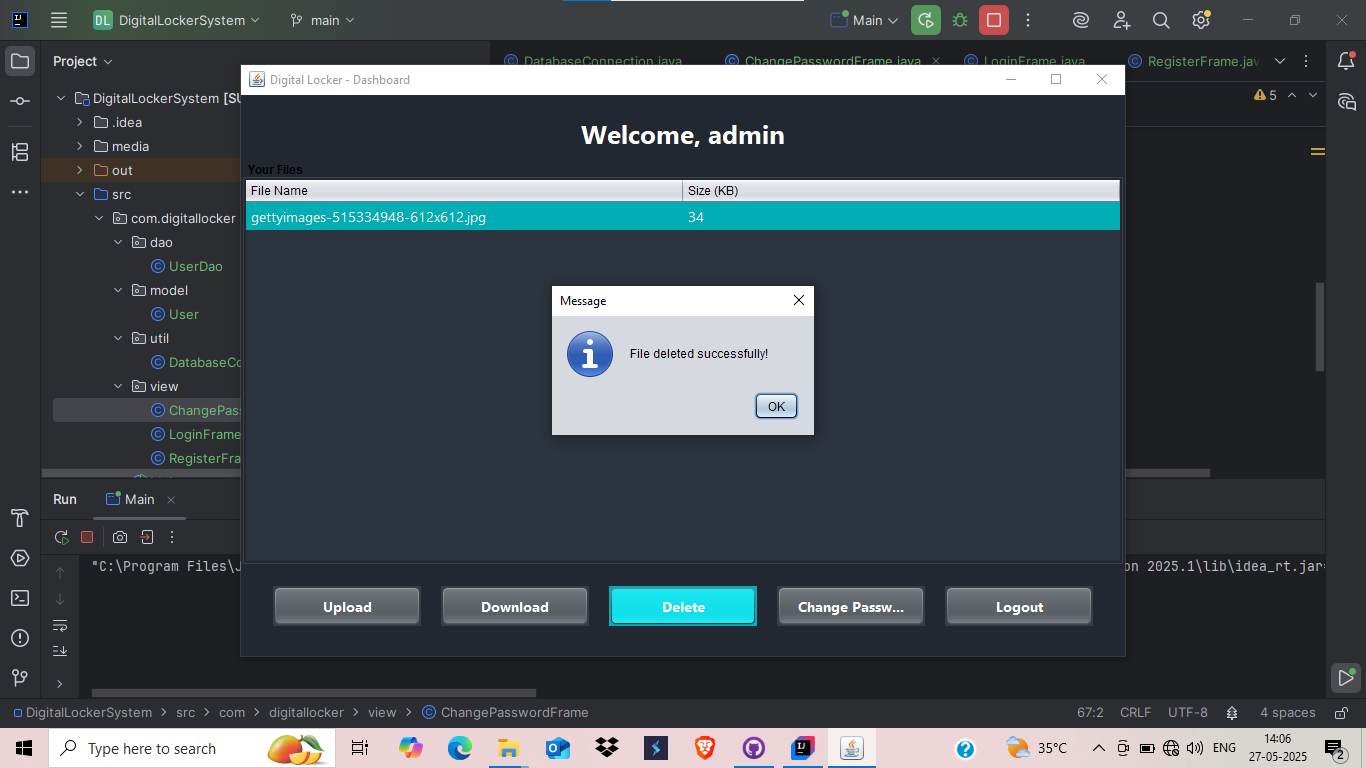 DL DigitalLockerSystem main Main
Project
DatabaseConnection.java ChangePasswordFrame.java LoginFrame.java RegisterFrame.jav
Digital Locker - Dashboard
5
DigitalLockerSystem [SU
.idea
media
out
src
com.digitallocker
dao
UserDao
model
User
util
DatabaseCo
view
ChangePas
LoginFrame
RegisterFra
Welcome, admin
Your Files
File Name Size (KB)
gettyimages-515334948-612x612.jpg 34
Message
File deleted successfully!
OK
Upload Download Delete Change Passw... Logout
Run Main
"C:\Program Files\J
on 2025.1\lib\idea_rt.jar=
DigitalLockerSystem > src > com > digitallocker > view > ChangePasswordFrame
67:2 CRLF UTF-8 4 spaces
Type here to search
35°C
ENG
14:06
27-05-2025
2